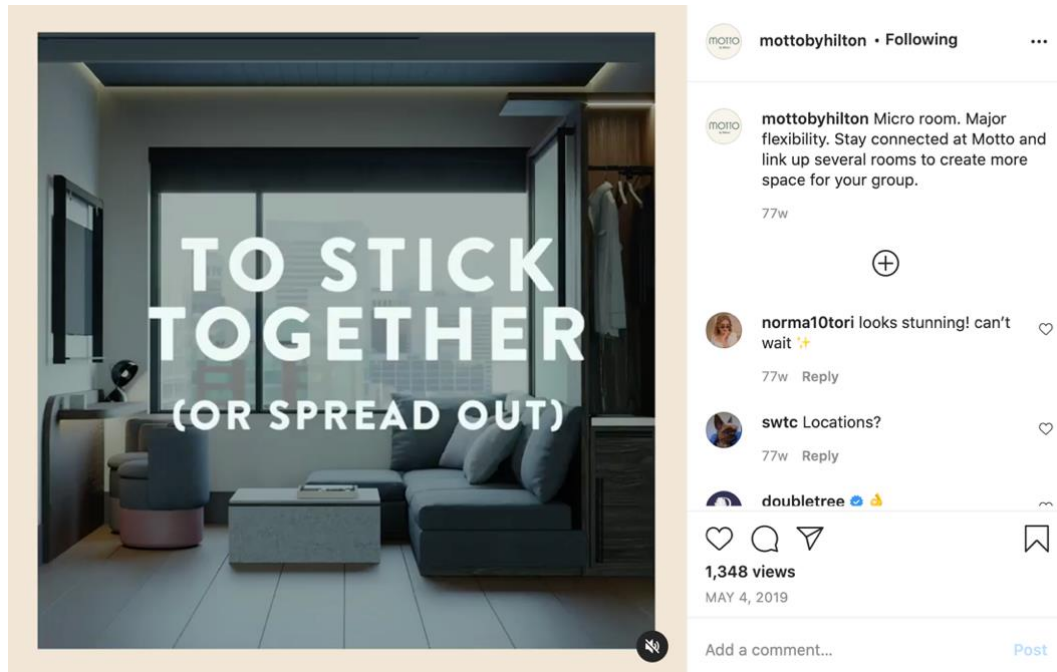 TO STICK
TOGETHER
(OR SPREAD OUT)
MOTTO
mottobyhilton • Following
MOTTO
mottobyhilton Micro room. Major
flexibility. Stay connected at Motto and
link up several rooms to create more
space for your group.
77w
norma10tori looks stunning! can’t
wait ✨
77w Reply
swtc Locations?
77w Reply
doubletree 👌
1,348 views
MAY 4, 2019
Add a comment... Post